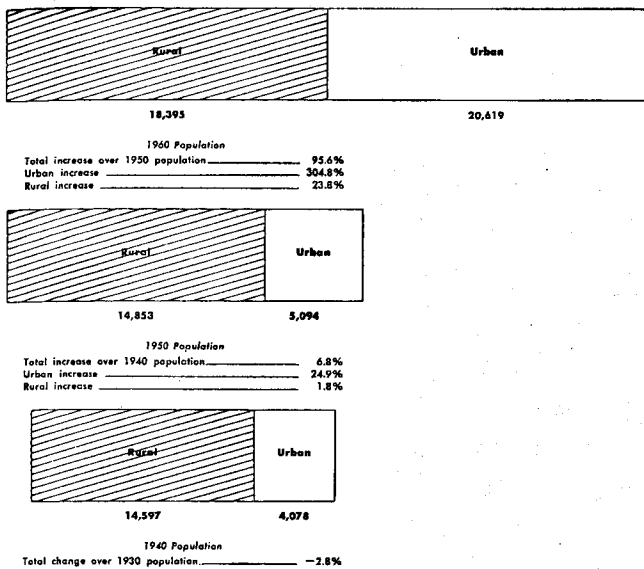 Rural Urban
18,395 20,619
1960 Population
Total increase over 1950 population 95.6%
Urban increase 304.8%
Rural increase 23.8%
Rural Urban
14,853 5,094
1950 Population
Total increase over 1940 population 6.8%
Urban increase 24.9%
Rural increase 1.8%
Rural Urban
14,597 4,078
1940 Population
Total change over 1930 population. −2.8%